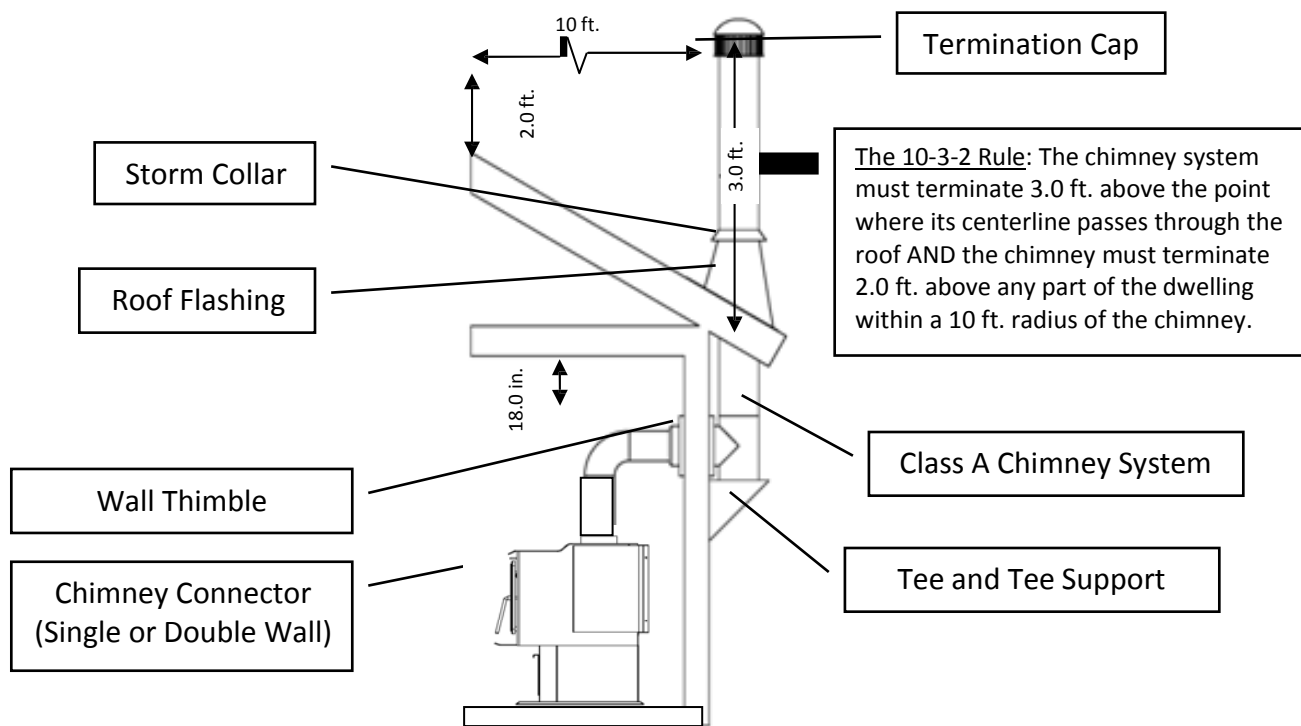 10 ft.
Termination Cap
2.0 ft.
Storm Collar
3.0 ft.
The 10-3-2 Rule: The chimney system
must terminate 3.0 ft. above the point
where its centerline passes through the
roof AND the chimney must terminate
2.0 ft. above any part of the dwelling
within a 10 ft. radius of the chimney.
Roof Flashing
18.0 in.
Class A Chimney System
Wall Thimble
Tee and Tee Support
Chimney Connector
(Single or Double Wall)